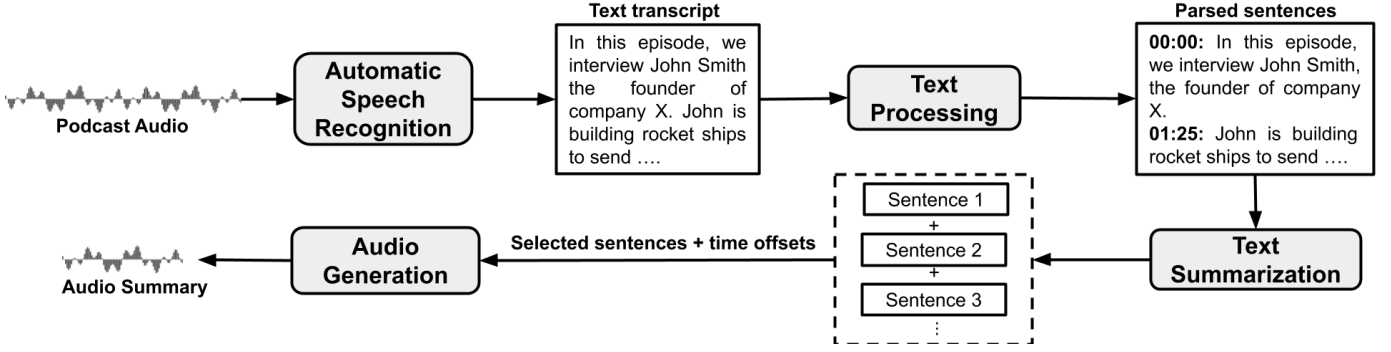 Podcast Audio
Automatic
Speech
Recognition
Text transcript
In this episode, we
interview John Smith
the founder of
company X. John is
building rocket ships
to send ....
Text
Processing
Parsed sentences
00:00: In this episode,
we interview John Smith,
the founder of company
X.
01:25: John is building
rocket ships to send ....
Text
Summarization
Sentence 1
+
Sentence 2
+
Sentence 3
⋮
Selected sentences + time offsets
Audio
Generation
Audio Summary